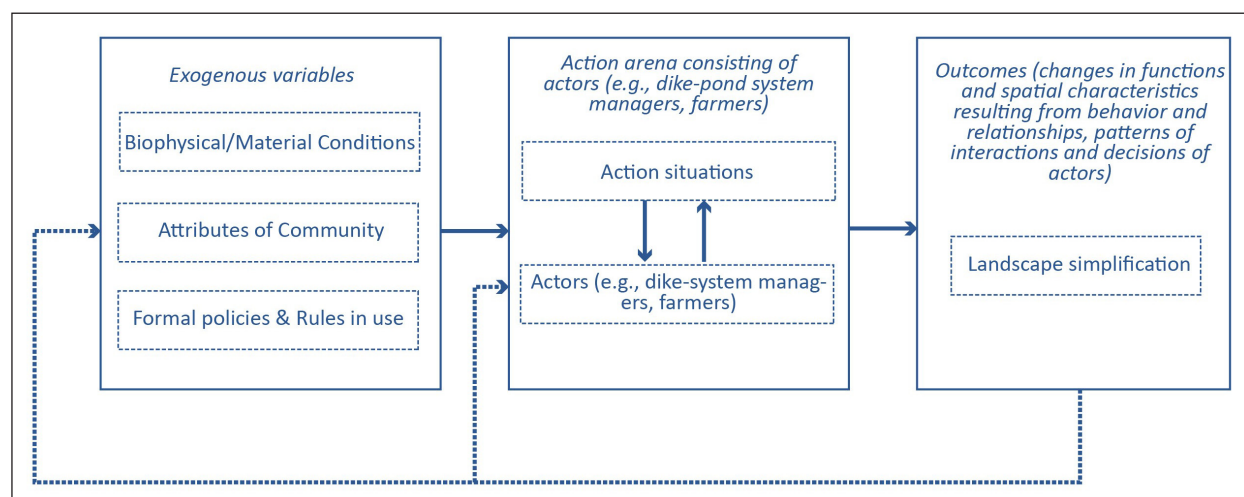 Exogenous variables
Biophysical/Material Conditions
Attributes of Community
Formal policies & Rules in use
Action arena consisting of
actors (e.g., dike-pond system
managers, farmers)
Action situations
Actors (e.g., dike-system manag-
ers, farmers)
Outcomes (changes in functions
and spatial characteristics
resulting from behavior and
relationships, patterns of
interactions and decisions of
actors)
Landscape simplification